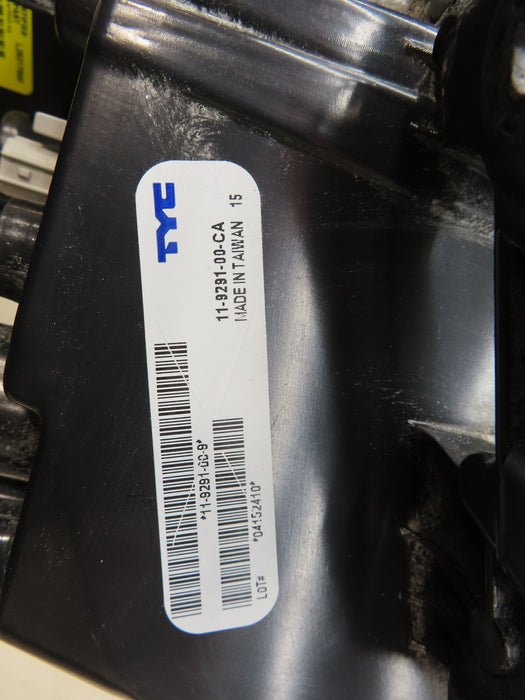 TYC
11-9291-00-CA
MADE IN TAIWAN 15
*11-9291-00-9*
*04152410*
LOT#